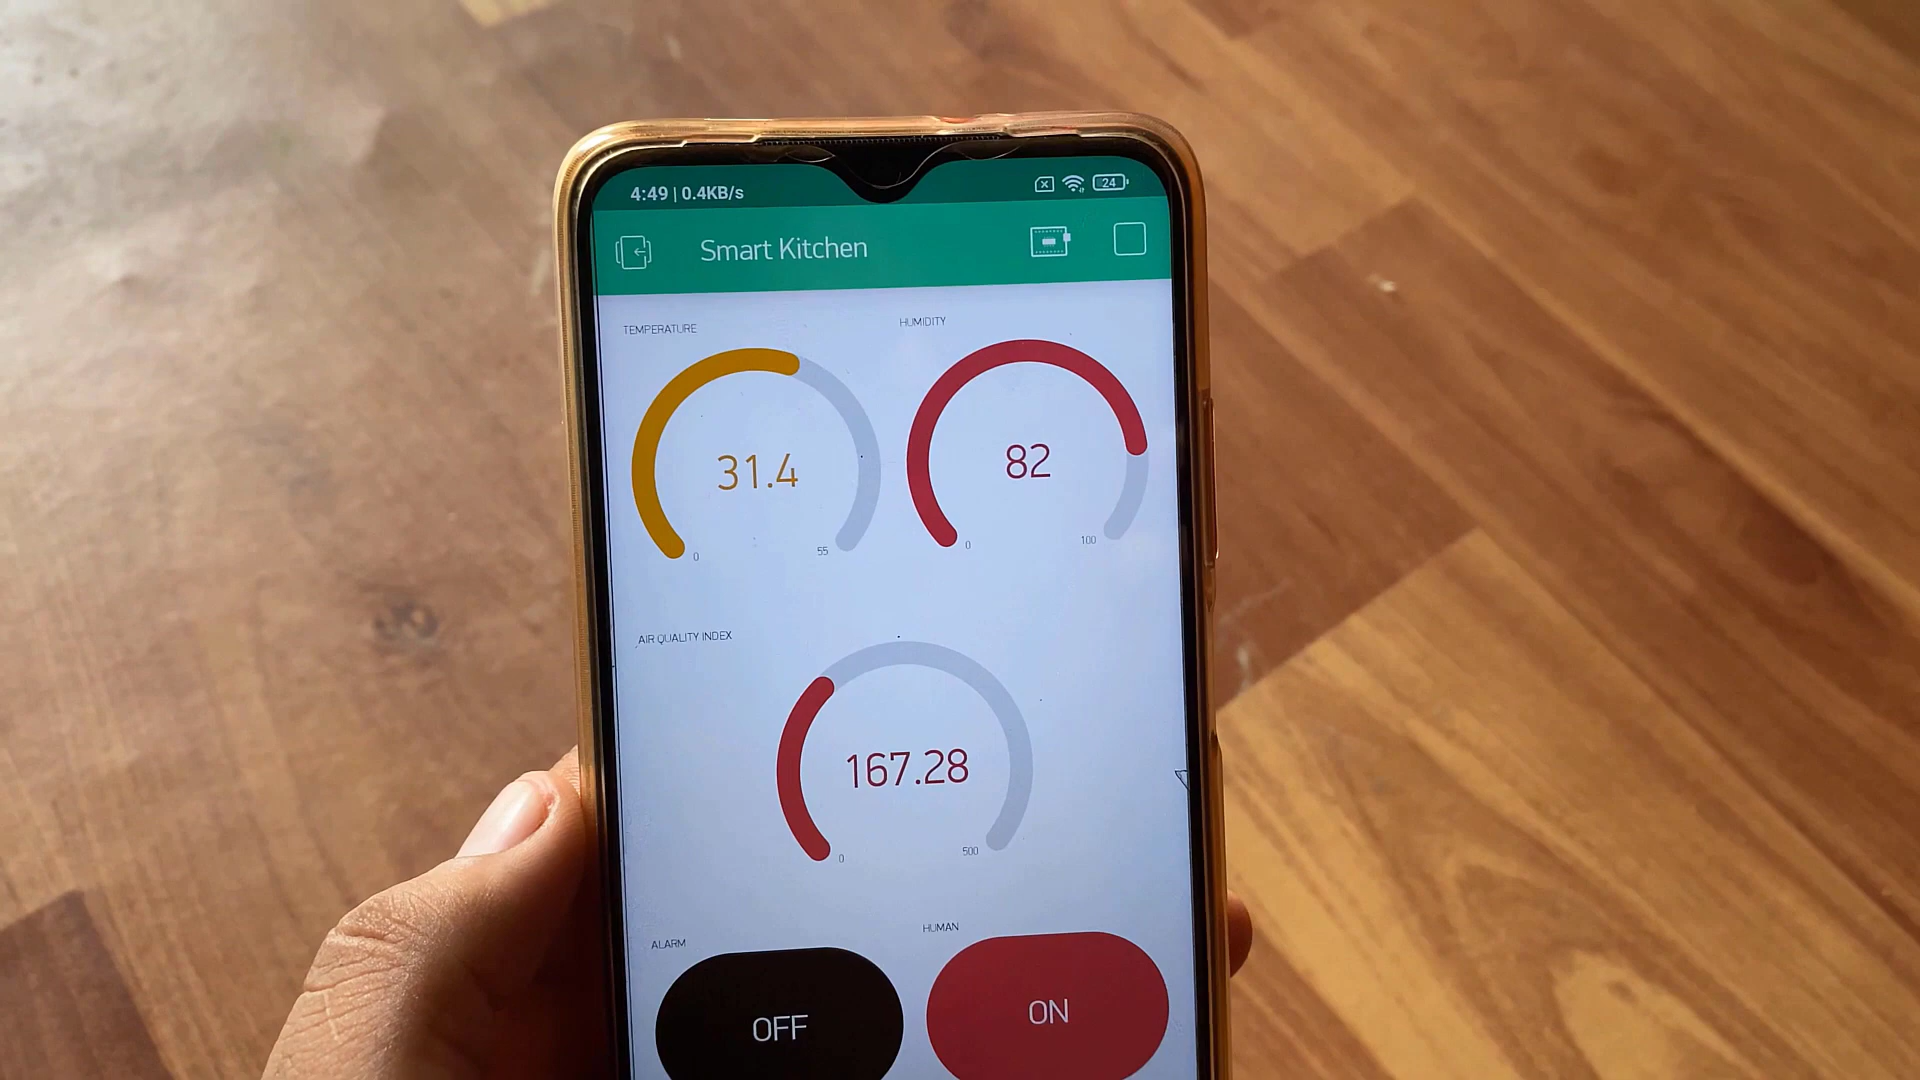 4:49 | 0.4KB/s 24
Smart Kitchen
TEMPERATURE HUMIDITY
31.4 82
0 55 0 100
AIR QUALITY INDEX
167.28
0 500
ALARM HUMAN
OFF ON